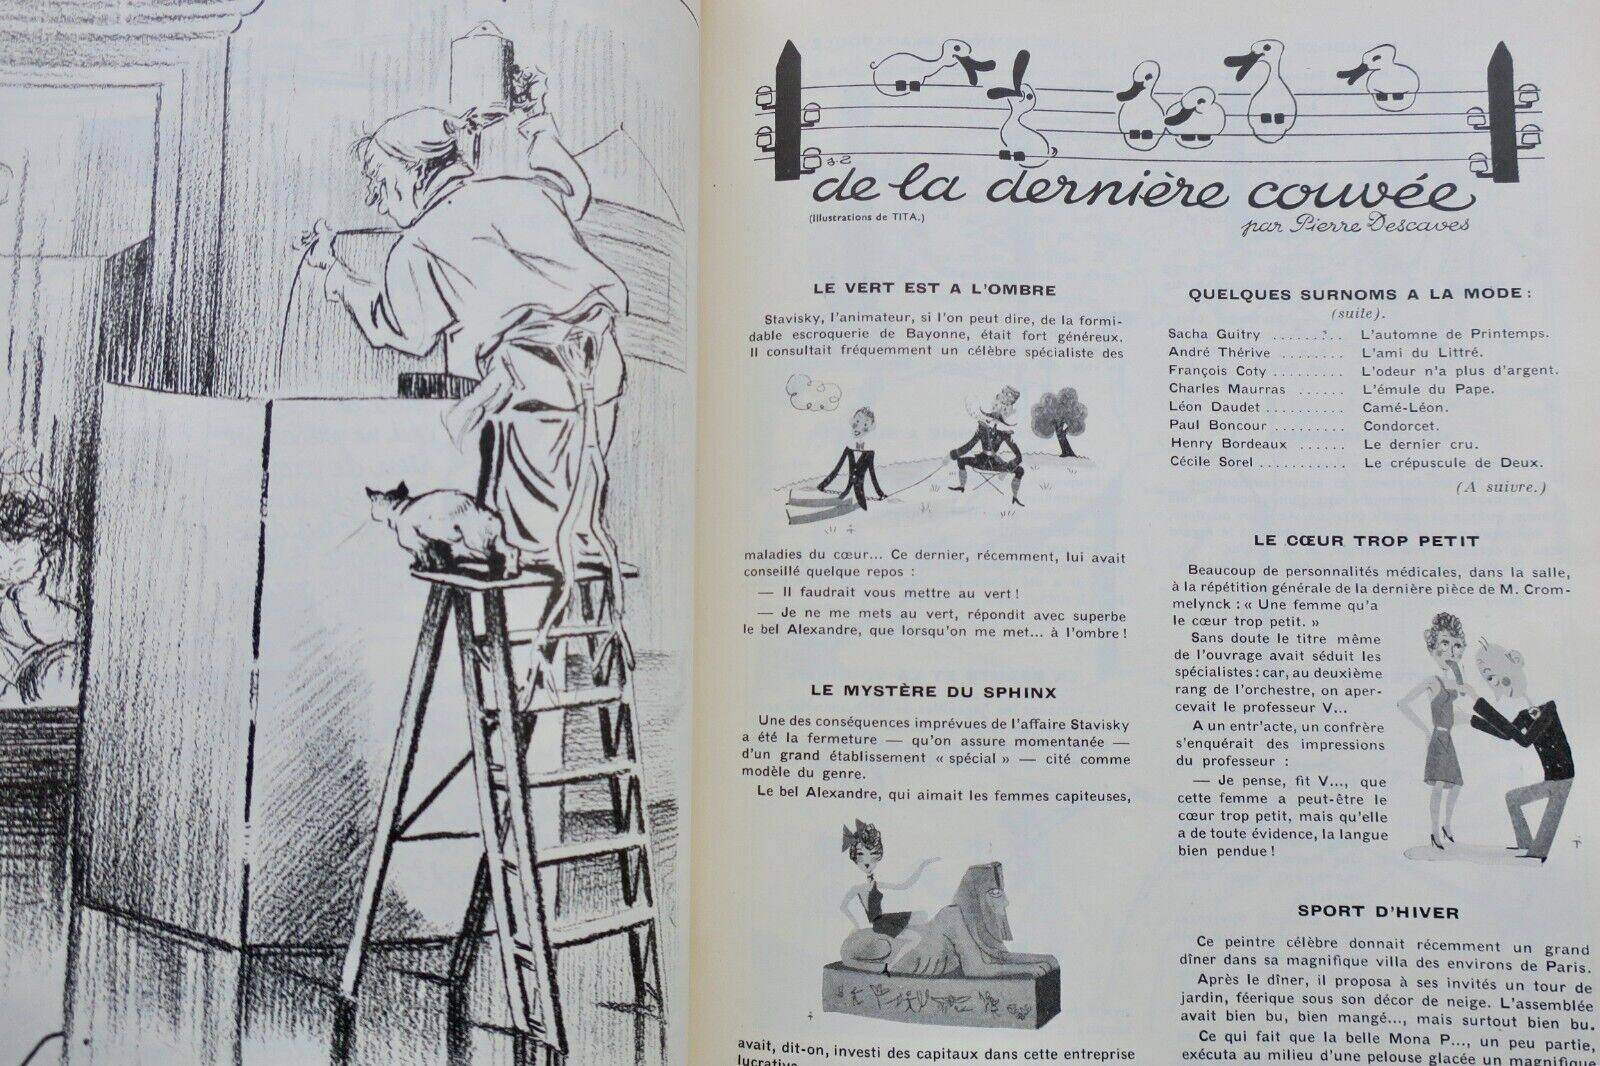 de la dernière couvée
(Illustrations de TITA.)
par Pierre Descaves
LE VERT EST A L'OMBRE
Stavisky, l'animateur, si l'on peut dire, de la formi-
dable escroquerie de Bayonne, était fort généreux.
Il consultait fréquemment un célèbre spécialiste des
maladies du cœur... Ce dernier, récemment, lui avait
conseillé quelque repos :
— Il faudrait vous mettre au vert !
— Je ne me mets au vert, répondit avec superbe
le bel Alexandre, que lorsqu'on me met... à l'ombre !
LE MYSTÈRE DU SPHINX
Une des conséquences imprévues de l'affaire Stavisky
a été la fermeture — qu'on assure momentanée —
d'un grand établissement « spécial » — cité comme
modèle du genre.
Le bel Alexandre, qui aimait les femmes capiteuses,
avait, dit-on, investi des capitaux dans cette entreprise
lucrative
QUELQUES SURNOMS A LA MODE :
(suite).
Sacha Guitry ......... L'automne de Printemps.
André Thérive ........ L'ami du Littré.
François Coty ......... L'odeur n'a plus d'argent.
Charles Maurras ...... L'émule du Pape.
Léon Daudet .......... Camé-Léon.
Paul Boncour ......... Condorcet.
Henry Bordeaux ...... Le dernier cru.
Cécile Sorel ........... Le crépuscule de Deux.
(A suivre.)
LE CŒUR TROP PETIT
Beaucoup de personnalités médicales, dans la salle,
à la répétition générale de la dernière pièce de M. Crom-
melynck : « Une femme qu'a
le cœur trop petit. »
Sans doute le titre même
de l'ouvrage avait séduit les
spécialistes : car, au deuxième
rang de l'orchestre, on aper-
cevait le professeur V...
A un entr'acte, un confrère
s'enquérait des impressions
du professeur :
— Je pense, fit V..., que
cette femme a peut-être le
cœur trop petit, mais qu'elle
a de toute évidence, la langue
bien pendue !
SPORT D'HIVER
Ce peintre célèbre donnait récemment un grand
dîner dans sa magnifique villa des environs de Paris.
Après le dîner, il proposa à ses invités un tour de
jardin, féerique sous son décor de neige. L'assemblée
avait bien bu, bien mangé..., mais surtout bien bu.
Ce qui fait que la belle Mona P..., un peu partie,
exécuta au milieu d'une pelouse glacée un magnifique